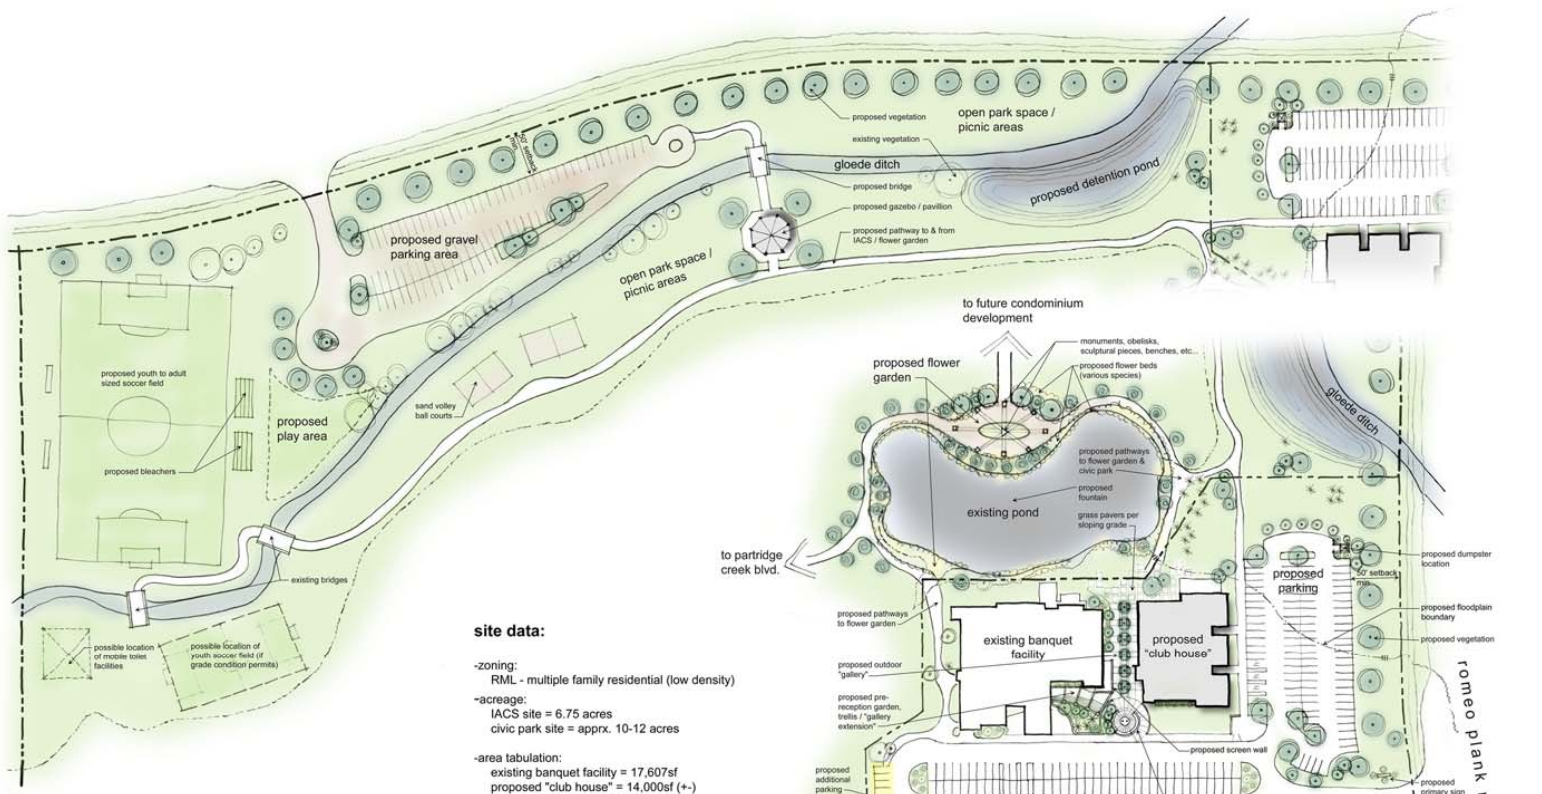 proposed vegetation
open park space /
picnic areas
existing vegetation
50' setback
min.
gloede ditch
proposed detention pond
proposed bridge
proposed gazebo / pavillion
proposed pathway to & from
IACS / flower garden
proposed gravel
parking area
open park space /
picnic areas
to future condominium
development
monuments, obelisks,
sculptural pieces, benches, etc...
proposed flower
garden
proposed flower beds
(various species)
proposed youth to adult
sized soccer field
gloede ditch
sand volley
ball courts
proposed
play area
proposed pathways
to flower garden &
civic park
proposed bleachers
proposed
fountain
existing pond
grass pavers per
sloping grade
to partridge
creek blvd.
existing bridges
proposed dumpster
location
proposed
parking
50' setback
min.
proposed pathways
to flower garden
proposed floodplain
boundary
site data:
existing banquet
facility
proposed
"club house"
proposed vegetation
possible location
of mobile toilet
facilities
possible location of
youth soccer field (if
grade condition permits)
-zoning:
RML - multiple family residential (low density)
proposed outdoor
"gallery"
romeo plank
-acreage:
IACS site = 6.75 acres
civic park site = apprx. 10-12 acres
proposed pre-
reception garden,
trellis / "gallery
extension"
proposed screen wall
-area tabulation:
existing banquet facility = 17,607sf
proposed "club house" = 14,000sf (+-)
proposed
additional
parking
proposed
primary sign